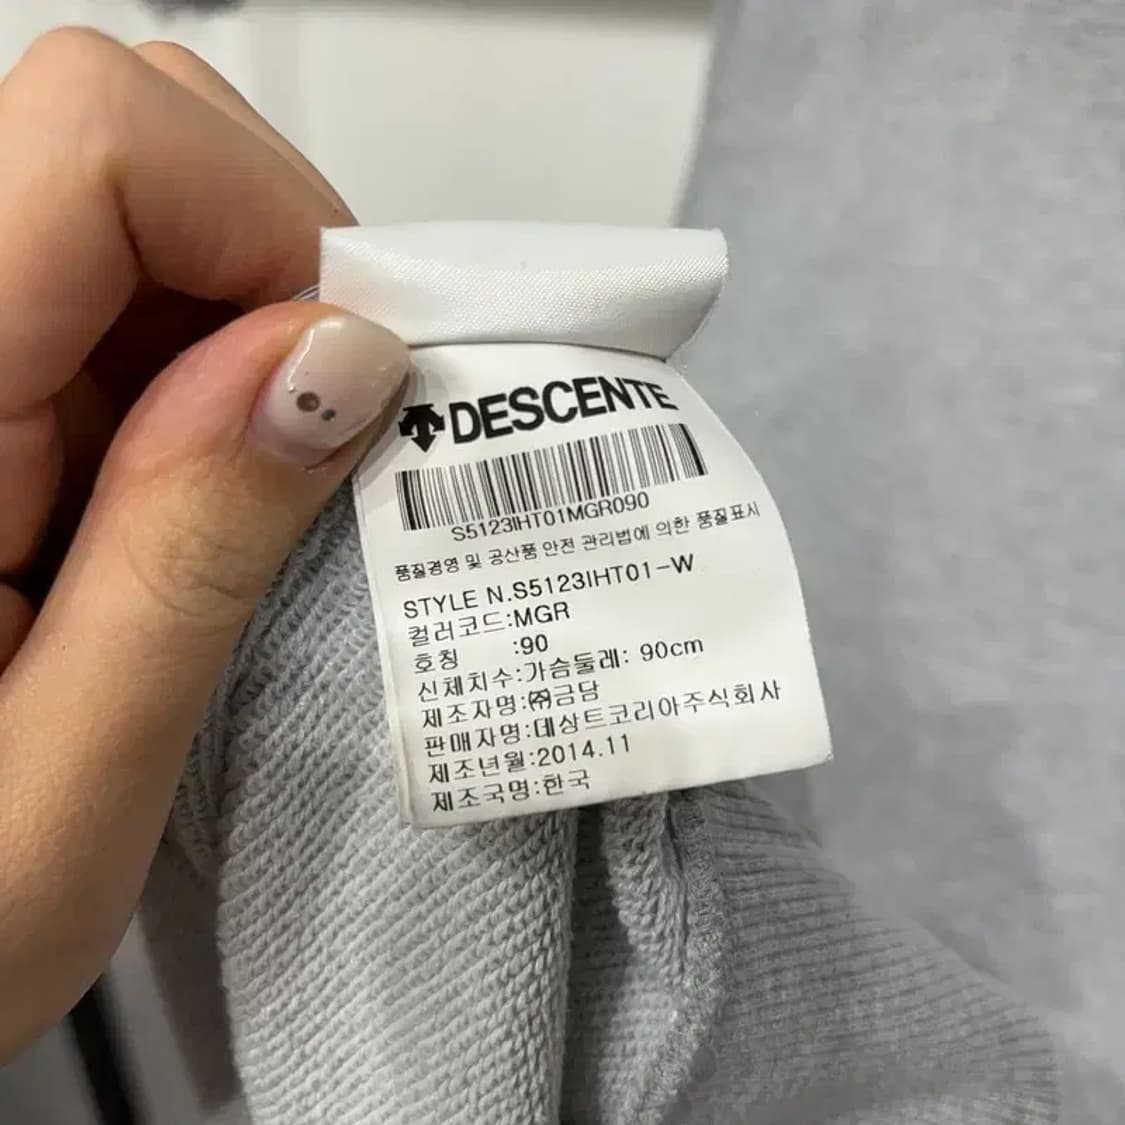 DESCENTE
S5123IHT01MGR090
품질경영 및 공산품 안전 관리법에 의한 품질표시
STYLE N.S5123IHT01-W
컬러코드:MGR
호칭 :90
신체치수:가슴둘레: 90cm
제조자명:㈜금담
판매자명:데상트코리아주식회사
제조년월:2014.11
제조국명:한국